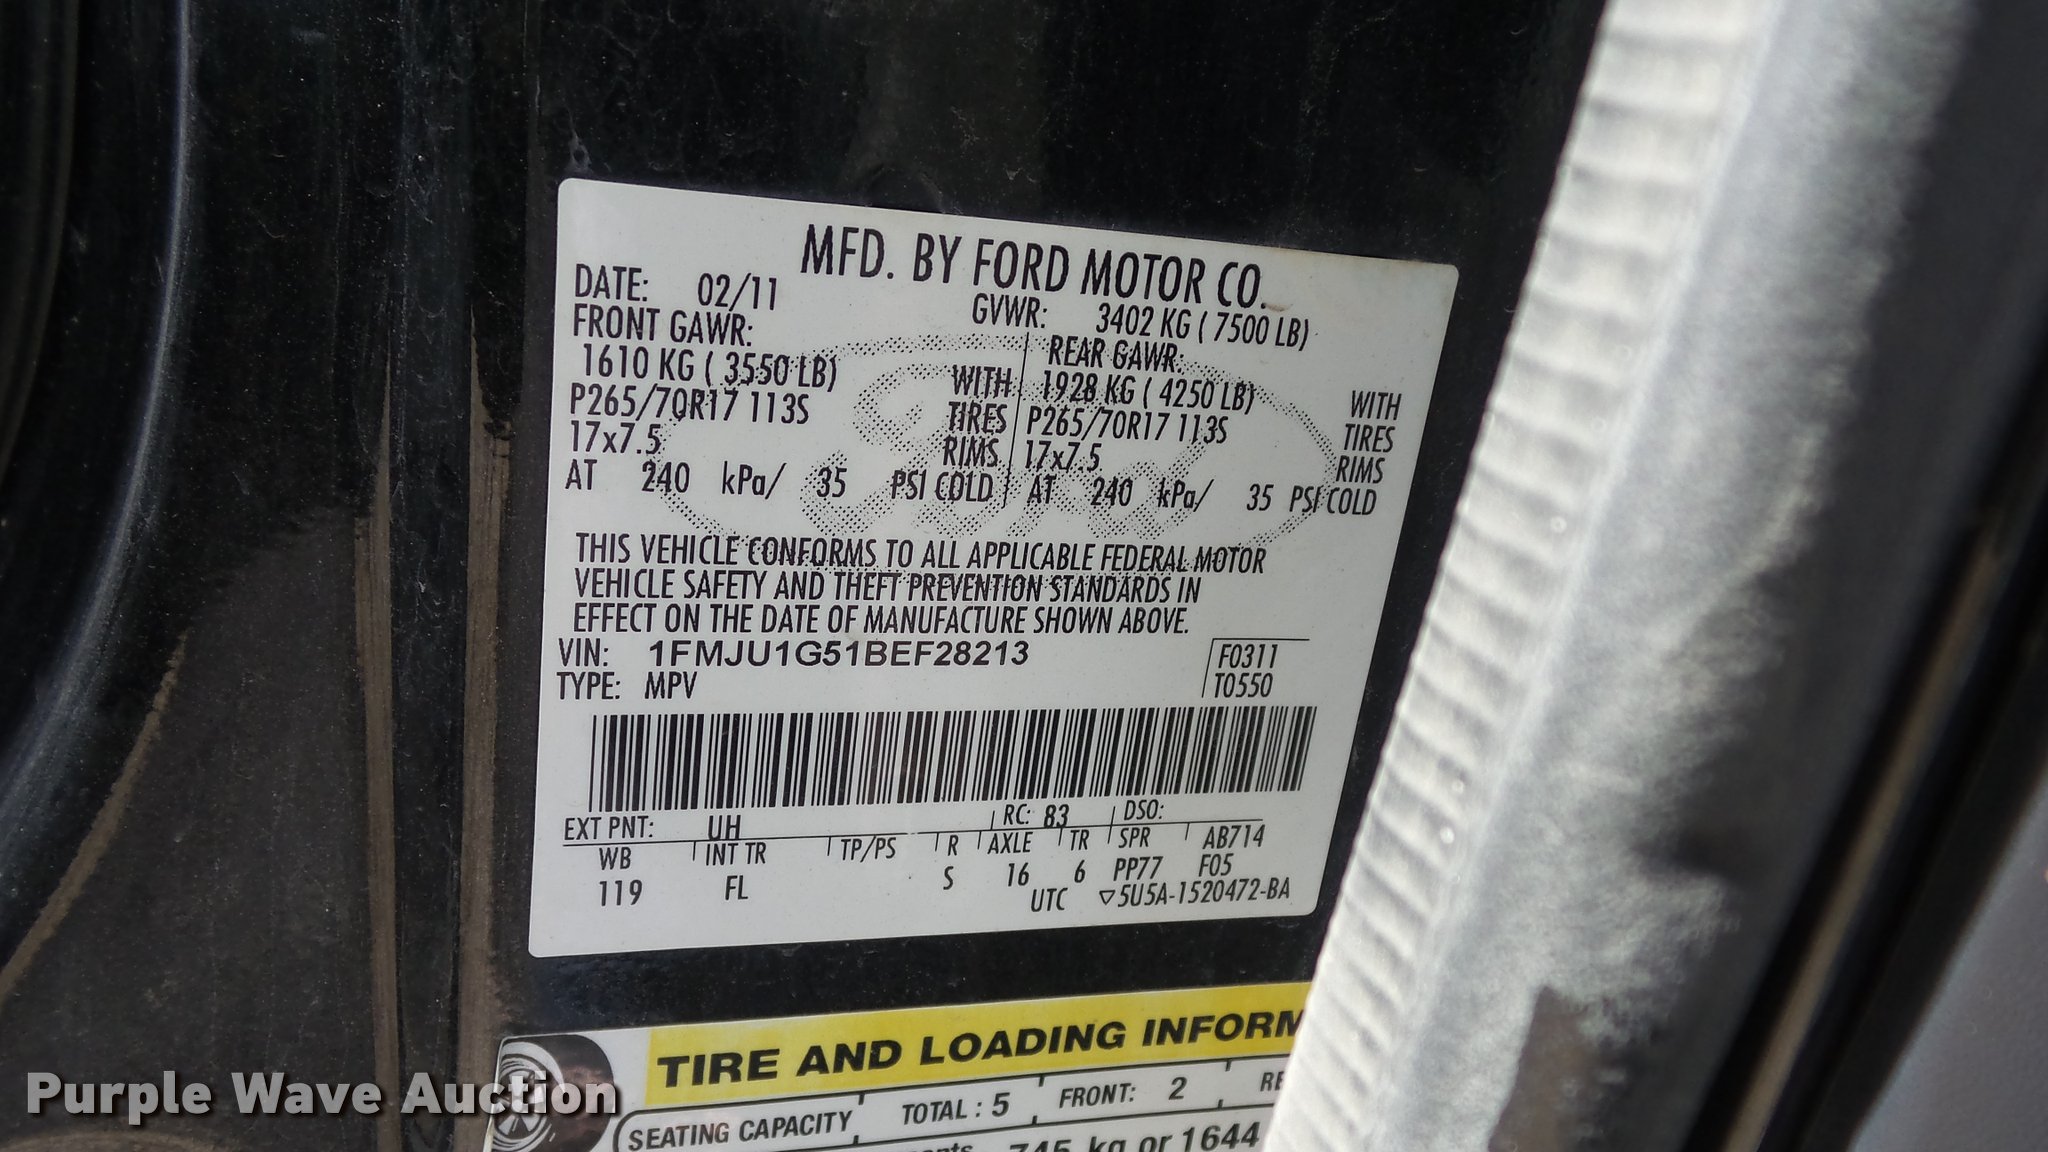 MFD. BY FORD MOTOR CO.
DATE: 02/11 GVWR: 3402 KG ( 7500 LB)
FRONT GAWR: REAR GAWR:
1610 KG ( 3550 LB) WITH 1928 KG ( 4250 LB) WITH
P265/70R17 113S TIRES P265/70R17 113S TIRES
17x7.5 RIMS 17x7.5 RIMS
AT 240 kPa/ 35 PSI COLD AT 240 kPa/ 35 PSI COLD
THIS VEHICLE CONFORMS TO ALL APPLICABLE FEDERAL MOTOR
VEHICLE SAFETY AND THEFT PREVENTION STANDARDS IN
EFFECT ON THE DATE OF MANUFACTURE SHOWN ABOVE.
VIN: 1FMJU1G51BEF28213 F0311
TYPE: MPV T0550
EXT PNT: UH RC: 83 DSO:
WB INT TR TP/PS R AXLE TR SPR AB714
119 FL S 16 6 PP77 F05
UTC ▽5U5A-1520472-BA
TIRE AND LOADING INFORM
SEATING CAPACITY TOTAL : 5 FRONT: 2 RE
745 kg or 1644
Purple Wave Auction